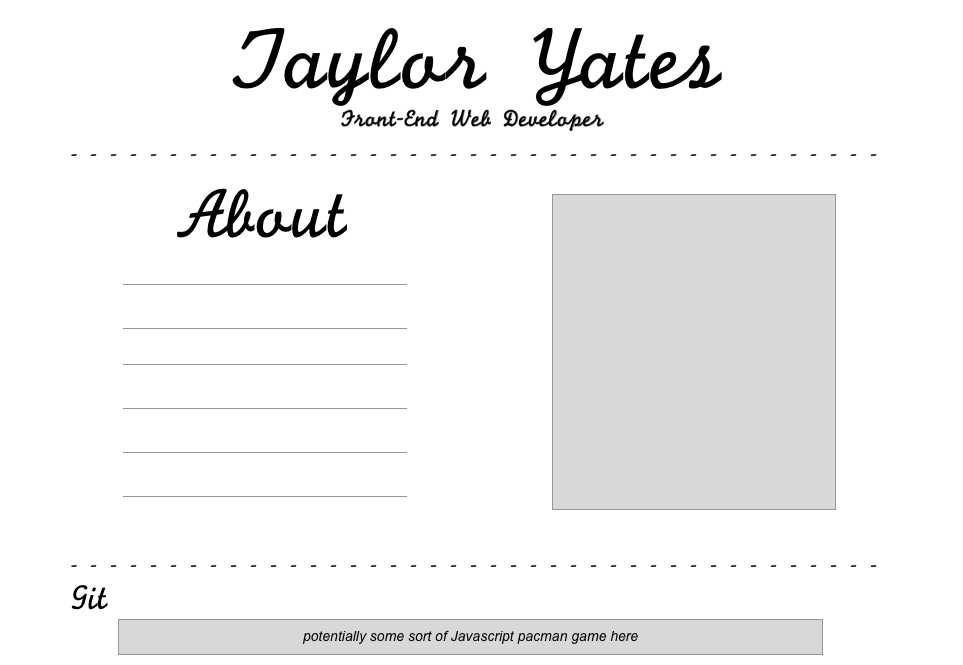 Taylor Yates
Front-End Web Developer
About
Git
potentially some sort of Javascript pacman game here